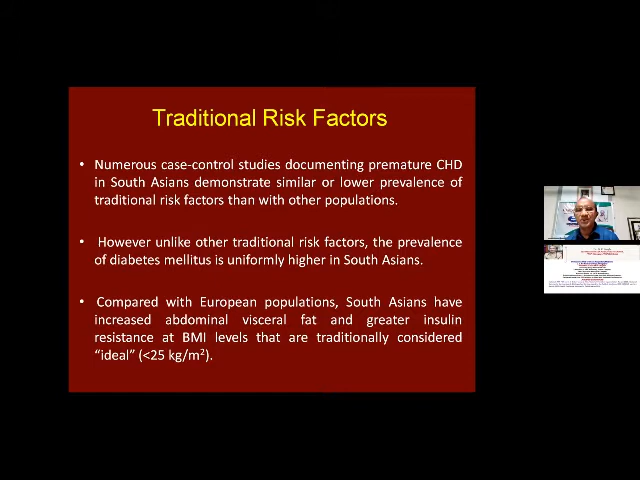 Traditional Risk Factors
• Numerous case-control studies documenting premature CHD
in South Asians demonstrate similar or lower prevalence of
traditional risk factors than with other populations.
• However unlike other traditional risk factors, the prevalence
of diabetes mellitus is uniformly higher in South Asians.
• Compared with European populations, South Asians have
increased abdominal visceral fat and greater insulin
resistance at BMI levels that are traditionally considered
“ideal” (<25 kg/m²).